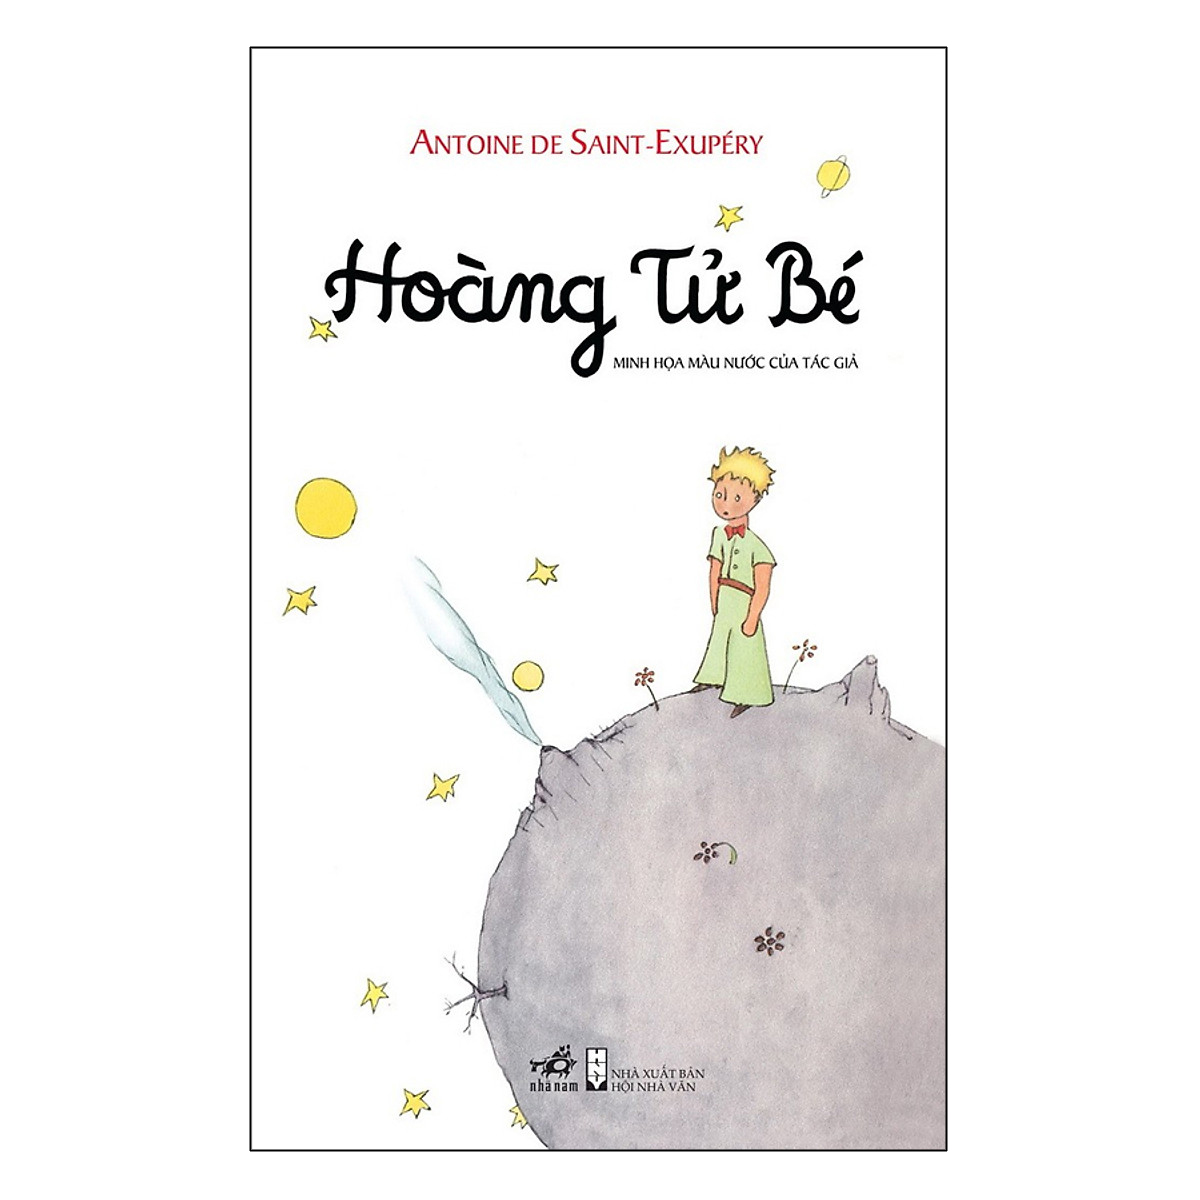 ANTOINE DE SAINT-EXUPÉRY
Hoàng Tử Bé
MINH HỌA MÀU NƯỚC CỦA TÁC GIẢ
nhã nam
HNV
NHÀ XUẤT BẢN
HỘI NHÀ VĂN